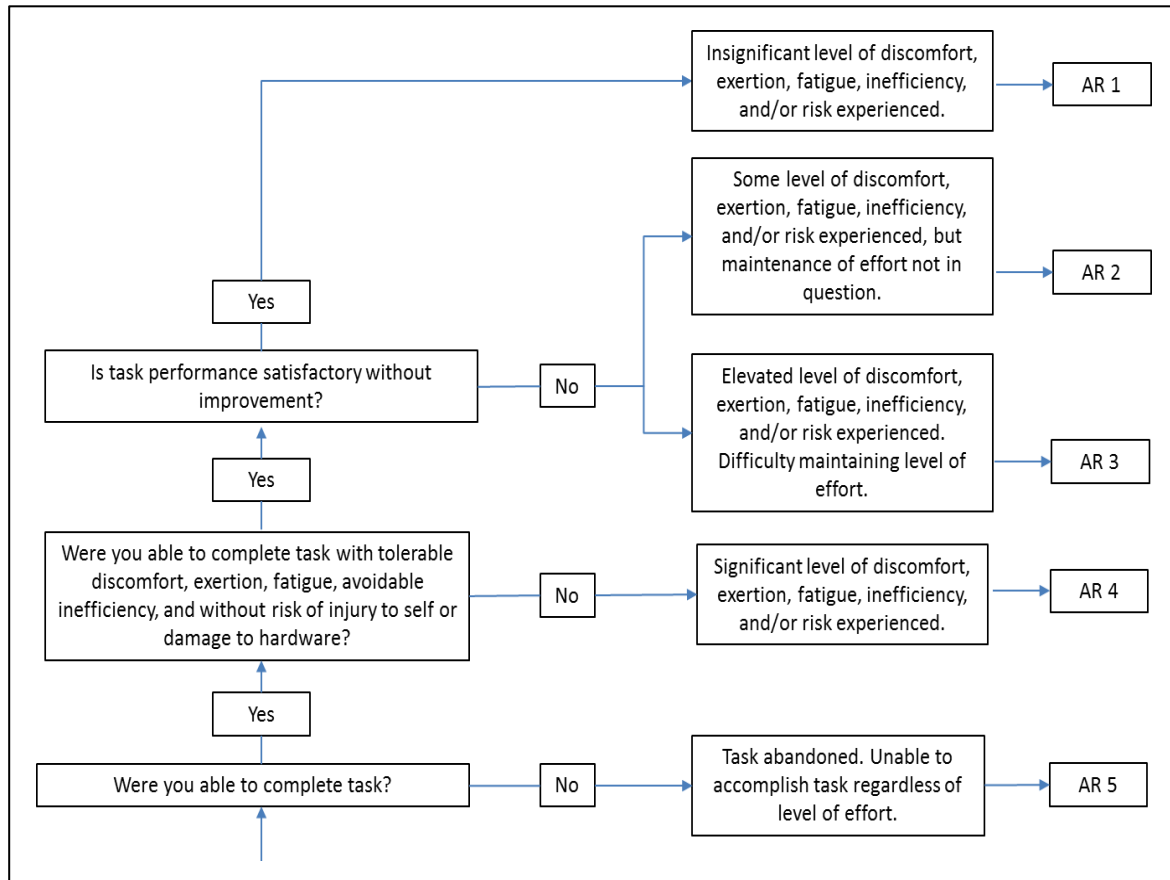 Insignificant level of discomfort,
exertion, fatigue, inefficiency,
and/or risk experienced.
AR 1
Some level of discomfort,
exertion, fatigue, inefficiency,
and/or risk experienced, but
maintenance of effort not in
question.
AR 2
Yes
Is task performance satisfactory without
improvement?
No
Elevated level of discomfort,
exertion, fatigue, inefficiency,
and/or risk experienced.
Difficulty maintaining level of
effort.
AR 3
Yes
Were you able to complete task with tolerable
discomfort, exertion, fatigue, avoidable
inefficiency, and without risk of injury to self or
damage to hardware?
No
Significant level of discomfort,
exertion, fatigue, inefficiency,
and/or risk experienced.
AR 4
Yes
Were you able to complete task?
No
Task abandoned. Unable to
accomplish task regardless of
level of effort.
AR 5